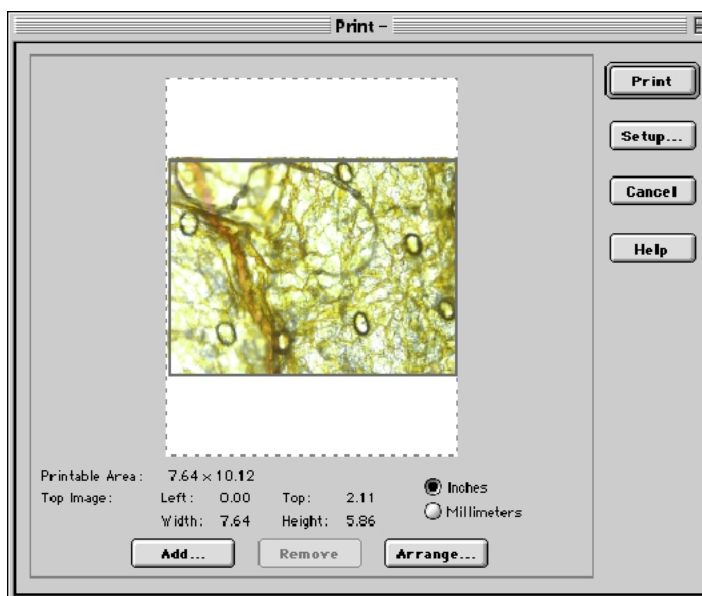 Print –
Print
Setup...
Cancel
Help
Printable Area: 7.64 × 10.12
Top Image: Left: 0.00 Top: 2.11
Width: 7.64 Height: 5.86
Inches
Millimeters
Add... Remove Arrange...